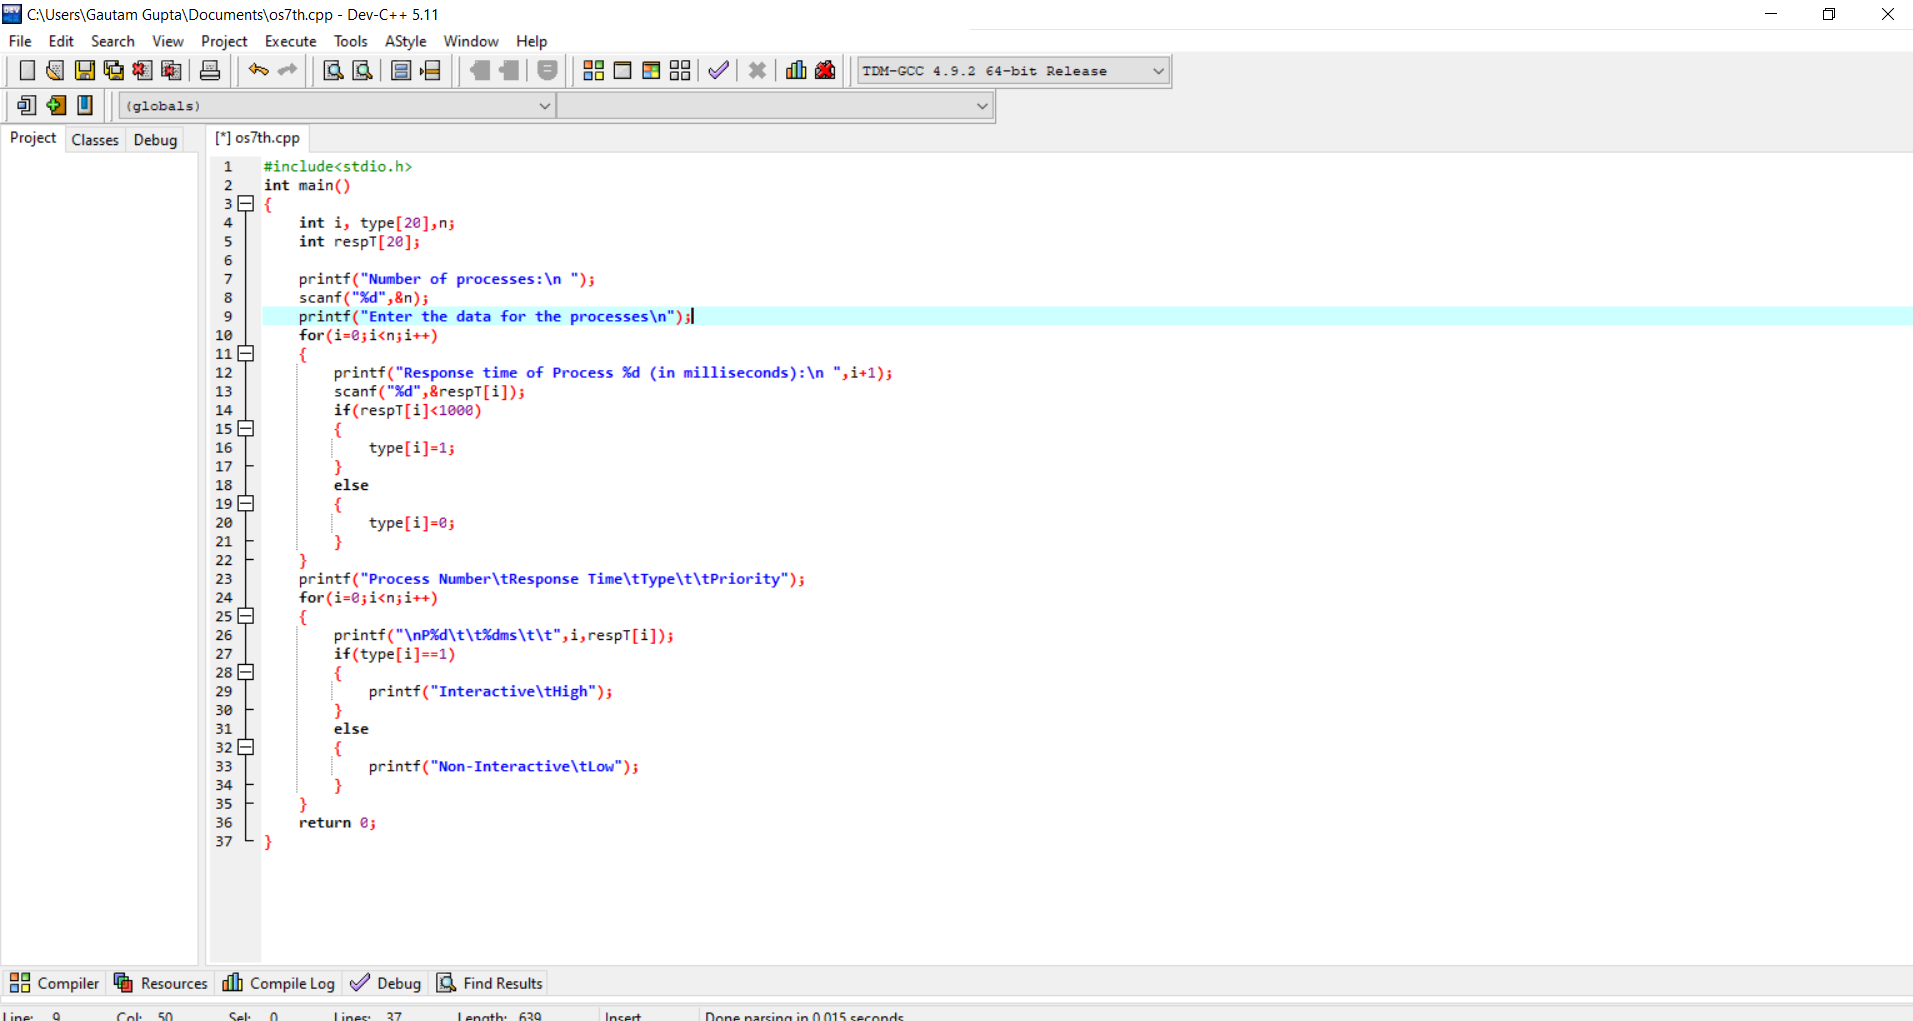 C:\Users\Gautam Gupta\Documents\os7th.cpp - Dev-C++ 5.11
File Edit Search View Project Execute Tools AStyle Window Help
TDM-GCC 4.9.2 64-bit Release
(globals)
Project Classes Debug [*] os7th.cpp
1 #include<stdio.h>
2 int main()
3 {
4 int i, type[20],n;
5 int respT[20];
6
7 printf("Number of processes:\n ");
8 scanf("%d",&n);
9 printf("Enter the data for the processes\n");
10 for(i=0;i<n;i++)
11 {
12 printf("Response time of Process %d (in milliseconds):\n ",i+1);
13 scanf("%d",&respT[i]);
14 if(respT[i]<1000)
15 {
16 type[i]=1;
17 }
18 else
19 {
20 type[i]=0;
21 }
22 }
23 printf("Process Number\tResponse Time\tType\t\tPriority");
24 for(i=0;i<n;i++)
25 {
26 printf("\nP%d\t\t%dms\t\t",i,respT[i]);
27 if(type[i]==1)
28 {
29 printf("Interactive\tHigh");
30 }
31 else
32 {
33 printf("Non-Interactive\tLow");
34 }
35 }
36 return 0;
37 }
Compiler Resources Compile Log Debug Find Results
Line: 9 Col: 50 Sel: 0 Lines: 37 Length: 639 Insert Done parsing in 0.015 seconds